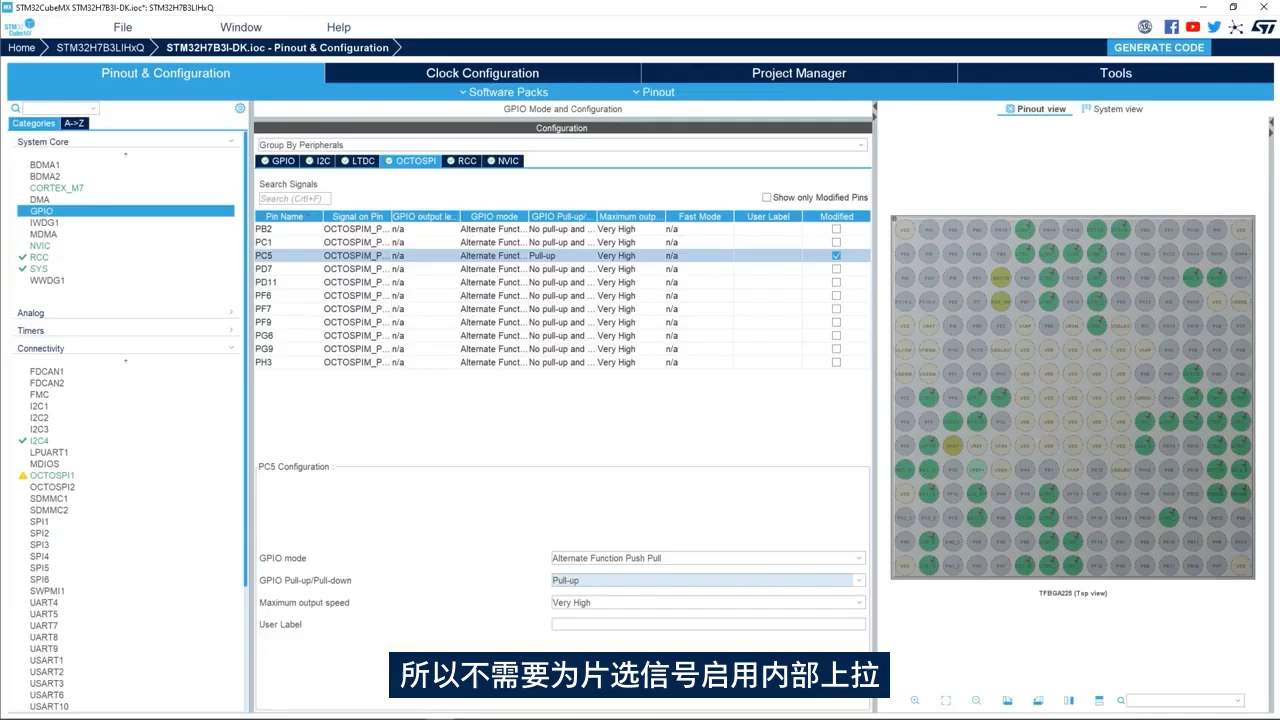 STM32CubeMX STM32H7B3I-DK.ioc*: STM32H7B3LIHxQ
File Window Help
Home STM32H7B3LIHxQ STM32H7B3I-DK.ioc - Pinout & Configuration GENERATE CODE
Pinout & Configuration Clock Configuration Project Manager Tools
Software Packs Pinout
Categories A->Z
System Core
BDMA1
BDMA2
CORTEX_M7
DMA
GPIO
IWDG1
MDMA
NVIC
RCC
SYS
WWDG1
Analog
Timers
Connectivity
FDCAN1
FDCAN2
FMC
I2C1
I2C2
I2C3
I2C4
LPUART1
MDIOS
OCTOSPI1
OCTOSPI2
SDMMC1
SDMMC2
SPI1
SPI2
SPI3
SPI4
SPI5
SPI6
SWPMI1
UART4
UART5
UART7
UART8
UART9
USART1
USART2
USART3
USART6
USART10
GPIO Mode and Configuration
Configuration
Group By Peripherals
GPIO I2C LTDC OCTOSPI RCC NVIC
Search Signals
Search (Crtl+F) Show only Modified Pins
Pin Name Signal on Pin GPIO output le... GPIO mode GPIO Pull-up/... Maximum outp... Fast Mode User Label Modified
PB2 OCTOSPIM_P... n/a Alternate Funct... No pull-up and ... Very High n/a
PC1 OCTOSPIM_P... n/a Alternate Funct... No pull-up and ... Very High n/a
PC5 OCTOSPIM_P... n/a Alternate Funct... Pull-up Very High n/a
PD7 OCTOSPIM_P... n/a Alternate Funct... No pull-up and ... Very High n/a
PD11 OCTOSPIM_P... n/a Alternate Funct... No pull-up and ... Very High n/a
PF6 OCTOSPIM_P... n/a Alternate Funct... No pull-up and ... Very High n/a
PF7 OCTOSPIM_P... n/a Alternate Funct... No pull-up and ... Very High n/a
PF9 OCTOSPIM_P... n/a Alternate Funct... No pull-up and ... Very High n/a
PG6 OCTOSPIM_P... n/a Alternate Funct... No pull-up and ... Very High n/a
PG9 OCTOSPIM_P... n/a Alternate Funct... No pull-up and ... Very High n/a
PH3 OCTOSPIM_P... n/a Alternate Funct... No pull-up and ... Very High n/a
PC5 Configuration :
GPIO mode Alternate Function Push Pull
GPIO Pull-up/Pull-down Pull-up
Maximum output speed Very High
User Label
Pinout view System view
TFBGA225 (Top view)
所以不需要为片选信号启用内部上拉